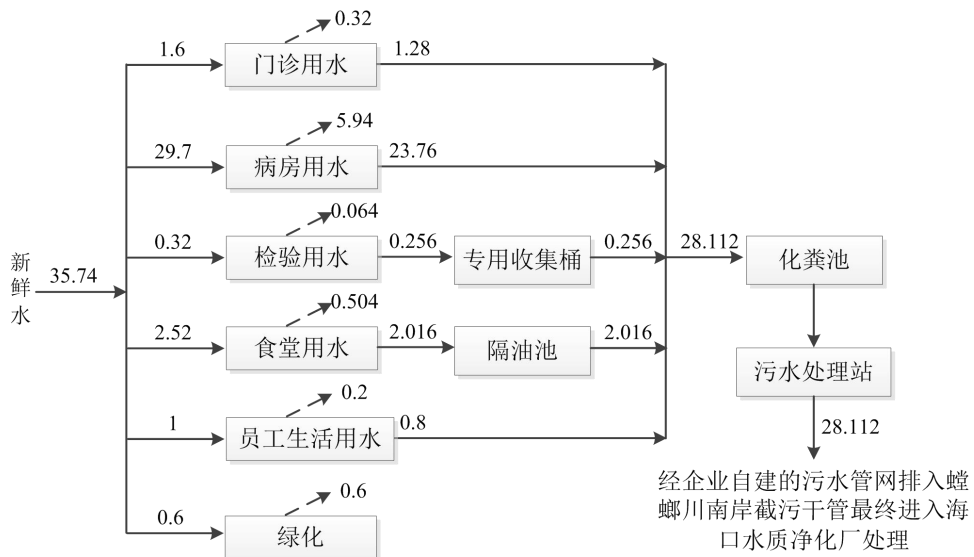 0.32
1.6
门诊用水
1.28
5.94
29.7
病房用水
23.76
0.064
0.32
检验用水
0.256
专用收集桶
0.256
28.112
化粪池
新鲜水
35.74
0.504
2.52
食堂用水
2.016
隔油池
2.016
污水处理站
0.2
1
员工生活用水
0.8
28.112
0.6
0.6
绿化
经企业自建的污水管网排入螳
螂川南岸截污干管最终进入海
口水质净化厂处理